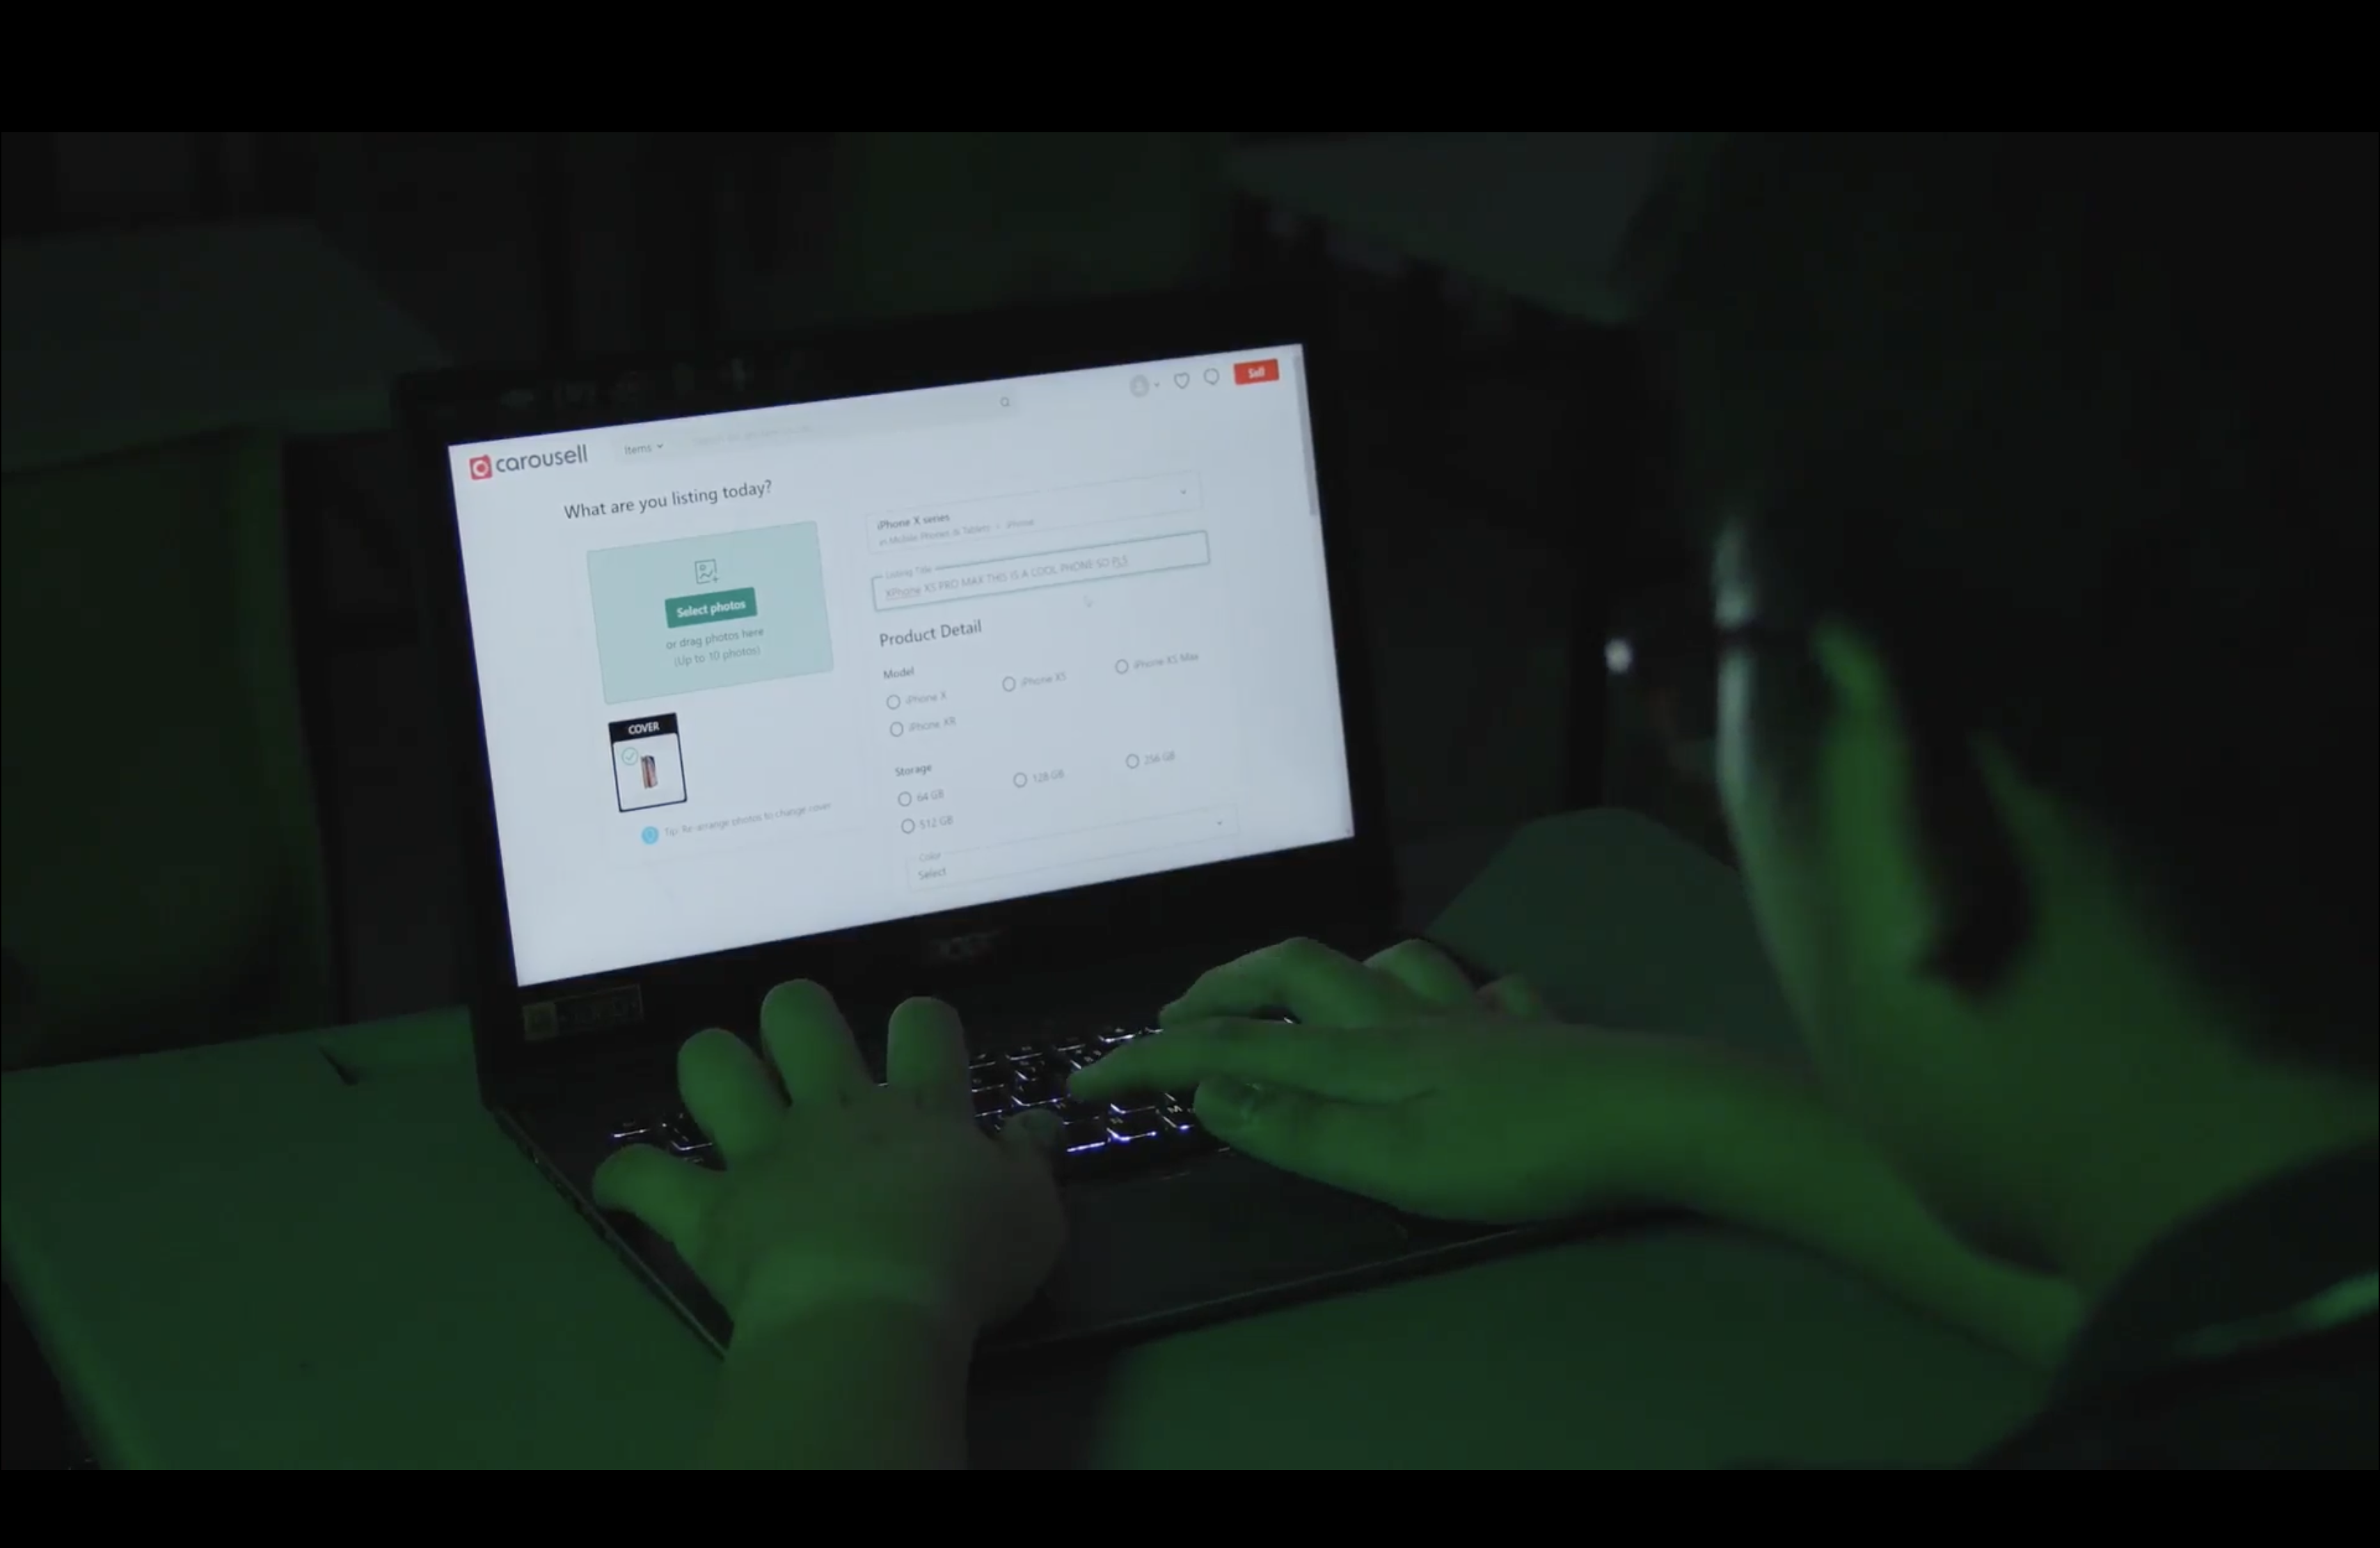 carousell
Items
Sell
What are you listing today?
Select photos
or drag photos here
(Up to 10 photos)
COVER
Tip: Re-arrange photos to change cover
iPhone X series
in Mobile Phones & Tablets > iPhone
Listing Title
XPhone XS PRO MAX THIS IS A COOL PHONE SO PLS
Product Detail
Model
iPhone X
iPhone XS
iPhone XS Max
iPhone XR
Storage
64 GB
128 GB
256 GB
512 GB
Color
Select
acer
M